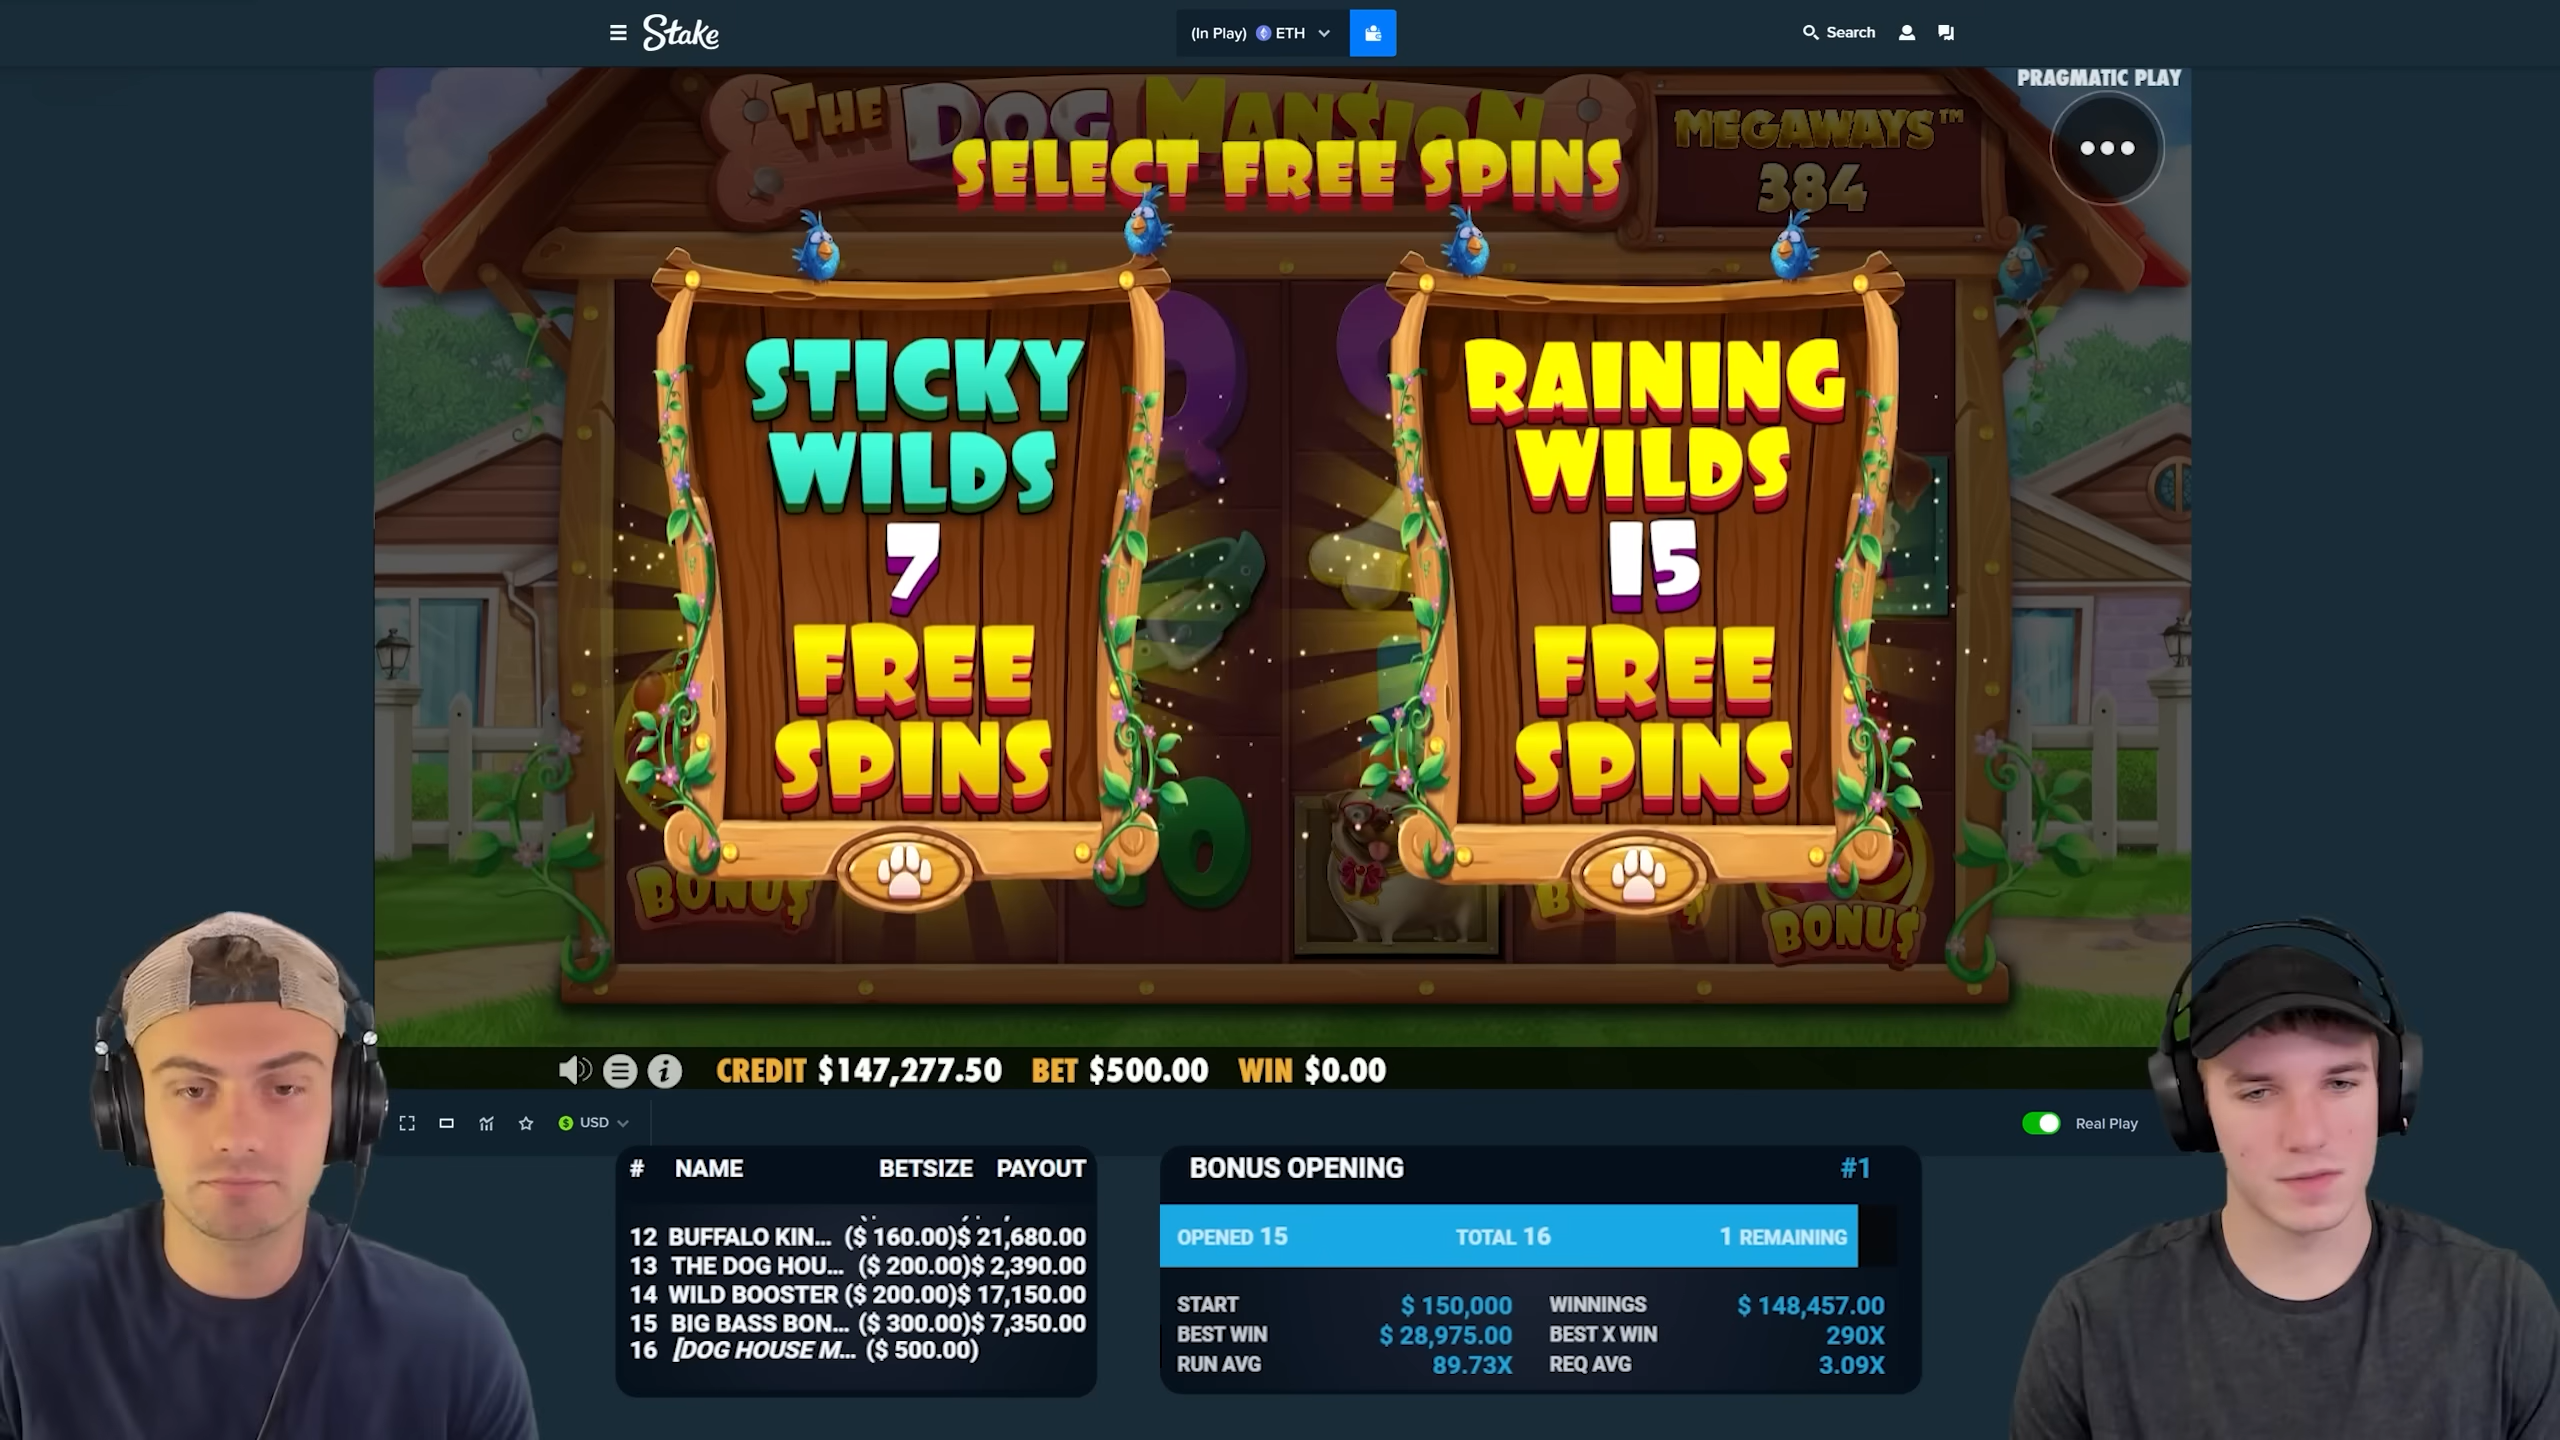 Stake
(In Play) ETH
Search
PRAGMATIC PLAY
THE DOG MAN$ION
MEGAWAYS™
384
SELECT FREE SPINS
STICKY
WILDS
7
FREE
SPINS
RAINING
WILDS
15
FREE
SPINS
BONU$
BONU$
CREDIT $147,277.50 BET $500.00 WIN $0.00
USD
Real Play
# NAME BETSIZE PAYOUT
12 BUFFALO KIN... ($ 160.00)$ 21,680.00
13 THE DOG HOU... ($ 200.00)$ 2,390.00
14 WILD BOOSTER ($ 200.00)$ 17,150.00
15 BIG BASS BON... ($ 300.00)$ 7,350.00
16 [DOG HOUSE M... ($ 500.00)
BONUS OPENING #1
OPENED 15 TOTAL 16 1 REMAINING
START $ 150,000 WINNINGS $ 148,457.00
BEST WIN $ 28,975.00 BEST X WIN 290X
RUN AVG 89.73X REQ AVG 3.09X